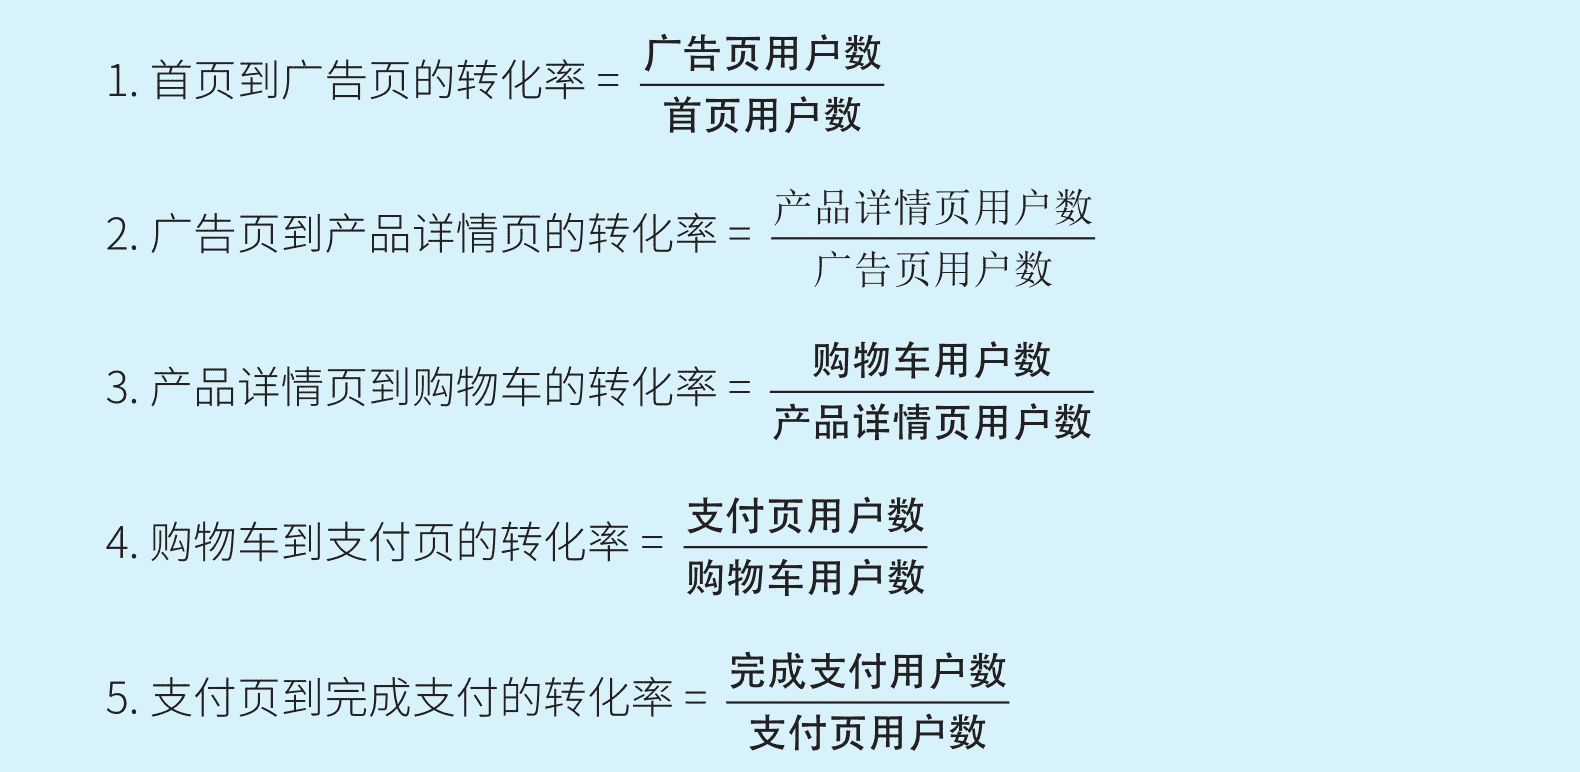 1. 首页到广告页的转化率 = 广告页用户数 / 首页用户数
2. 广告页到产品详情页的转化率 = 产品详情页用户数 / 广告页用户数
3. 产品详情页到购物车的转化率 = 购物车用户数 / 产品详情页用户数
4. 购物车到支付页的转化率 = 支付页用户数 / 购物车用户数
5. 支付页到完成支付的转化率 = 完成支付用户数 / 支付页用户数